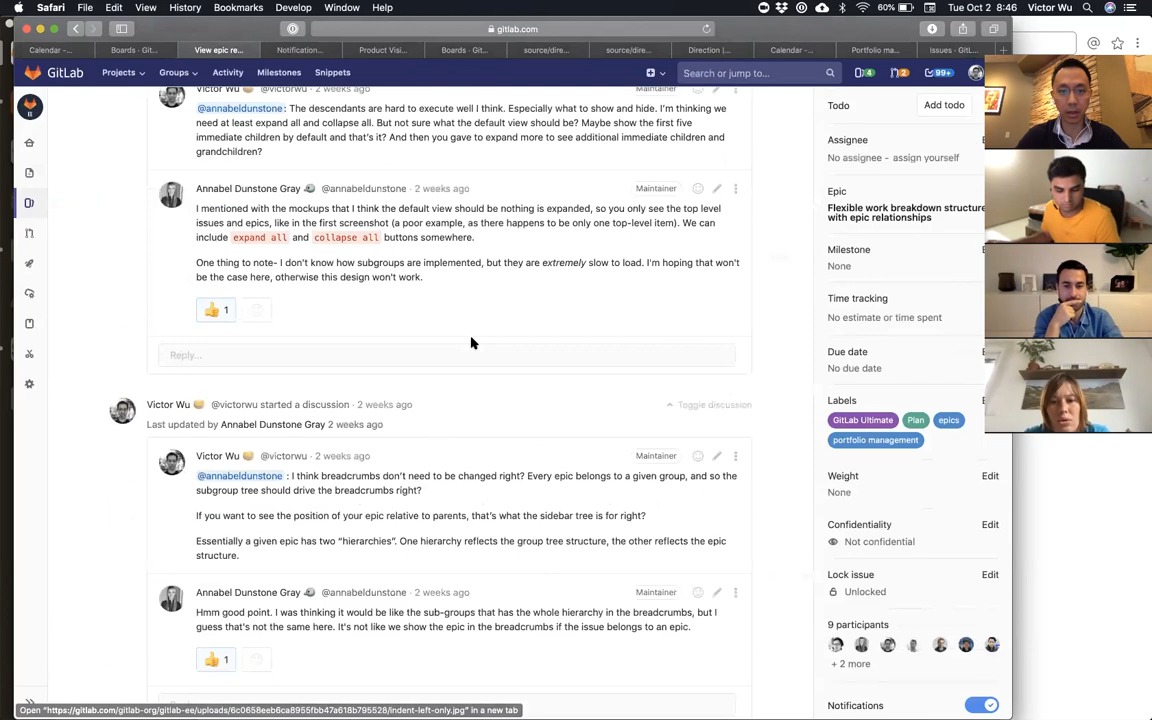 Safari File Edit View History Bookmarks Develop Window Help 60% Tue Oct 2 8:46 Victor Wu
gitlab.com
Calendar -... Boards · Git... View epic re... Notification... Product Visi... Boards · Git... source/dire... source/dire... Direction |... Calendar -... Portfolio ma... Issues · GitL...
GitLab Projects Groups Activity Milestones Snippets Search or jump to... 4 2 99+
Victor Wu @victorwu · 2 weeks ago Maintainer
@annabeldunstone: The descendants are hard to execute well I think. Especially what to show and hide. I'm thinking we
need at least expand all and collapse all. But not sure what the default view should be? Maybe show the first five
immediate children by default and that's it? And then you gave to expand more to see additional immediate children and
grandchildren?
Annabel Dunstone Gray @annabeldunstone · 2 weeks ago Maintainer
I mentioned with the mockups that I think the default view should be nothing is expanded, so you only see the top level
issues and epics, like in the first screenshot (a poor example, as there happens to be only one top-level item). We can
include expand all and collapse all buttons somewhere.
One thing to note- I don't know how subgroups are implemented, but they are extremely slow to load. I'm hoping that won't
be the case here, otherwise this design won't work.
1
Reply...
Victor Wu @victorwu started a discussion · 2 weeks ago Toggle discussion
Last updated by Annabel Dunstone Gray 2 weeks ago
Victor Wu @victorwu · 2 weeks ago Maintainer
@annabeldunstone : I think breadcrumbs don't need to be changed right? Every epic belongs to a given group, and so the
subgroup tree should drive the breadcrumbs right?
If you want to see the position of your epic relative to parents, that's what the sidebar tree is for right?
Essentially a given epic has two "hierarchies". One hierarchy reflects the group tree structure, the other reflects the epic
structure.
Annabel Dunstone Gray @annabeldunstone · 2 weeks ago Maintainer
Hmm good point. I was thinking it would be like the sub-groups that has the whole hierarchy in the breadcrumbs, but I
guess that's not the same here. It's not like we show the epic in the breadcrumbs if the issue belongs to an epic.
1
Open "https://gitlab.com/gitlab-org/gitlab-ee/uploads/6c0658eeb6ca8955fbb47a618b795528/indent-left-only.jpg" in a new tab
Todo Add todo
Assignee
No assignee - assign yourself
Epic
Flexible work breakdown structure
with epic relationships
Milestone
None
Time tracking
No estimate or time spent
Due date
No due date
Labels
GitLab Ultimate Plan epics
portfolio management
Weight Edit
None
Confidentiality Edit
Not confidential
Lock issue Edit
Unlocked
9 participants
+ 2 more
Notifications